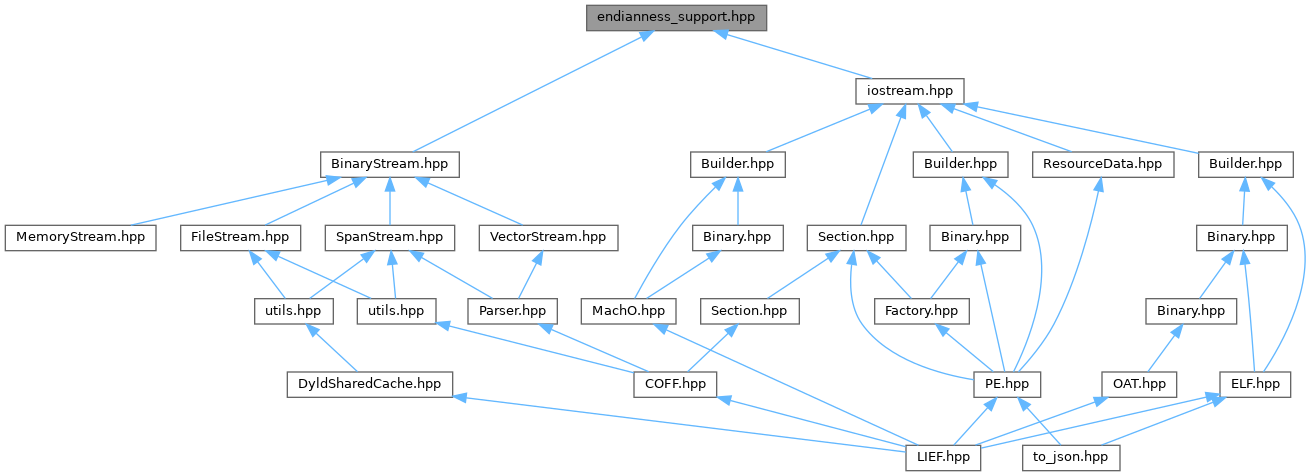 endianness_support.hpp
iostream.hpp
BinaryStream.hpp
Builder.hpp
Builder.hpp
ResourceData.hpp
Builder.hpp
MemoryStream.hpp
FileStream.hpp
SpanStream.hpp
VectorStream.hpp
Binary.hpp
Section.hpp
Binary.hpp
Binary.hpp
utils.hpp
utils.hpp
Parser.hpp
MachO.hpp
Section.hpp
Factory.hpp
Binary.hpp
DyldSharedCache.hpp
COFF.hpp
PE.hpp
OAT.hpp
ELF.hpp
LIEF.hpp
to_json.hpp